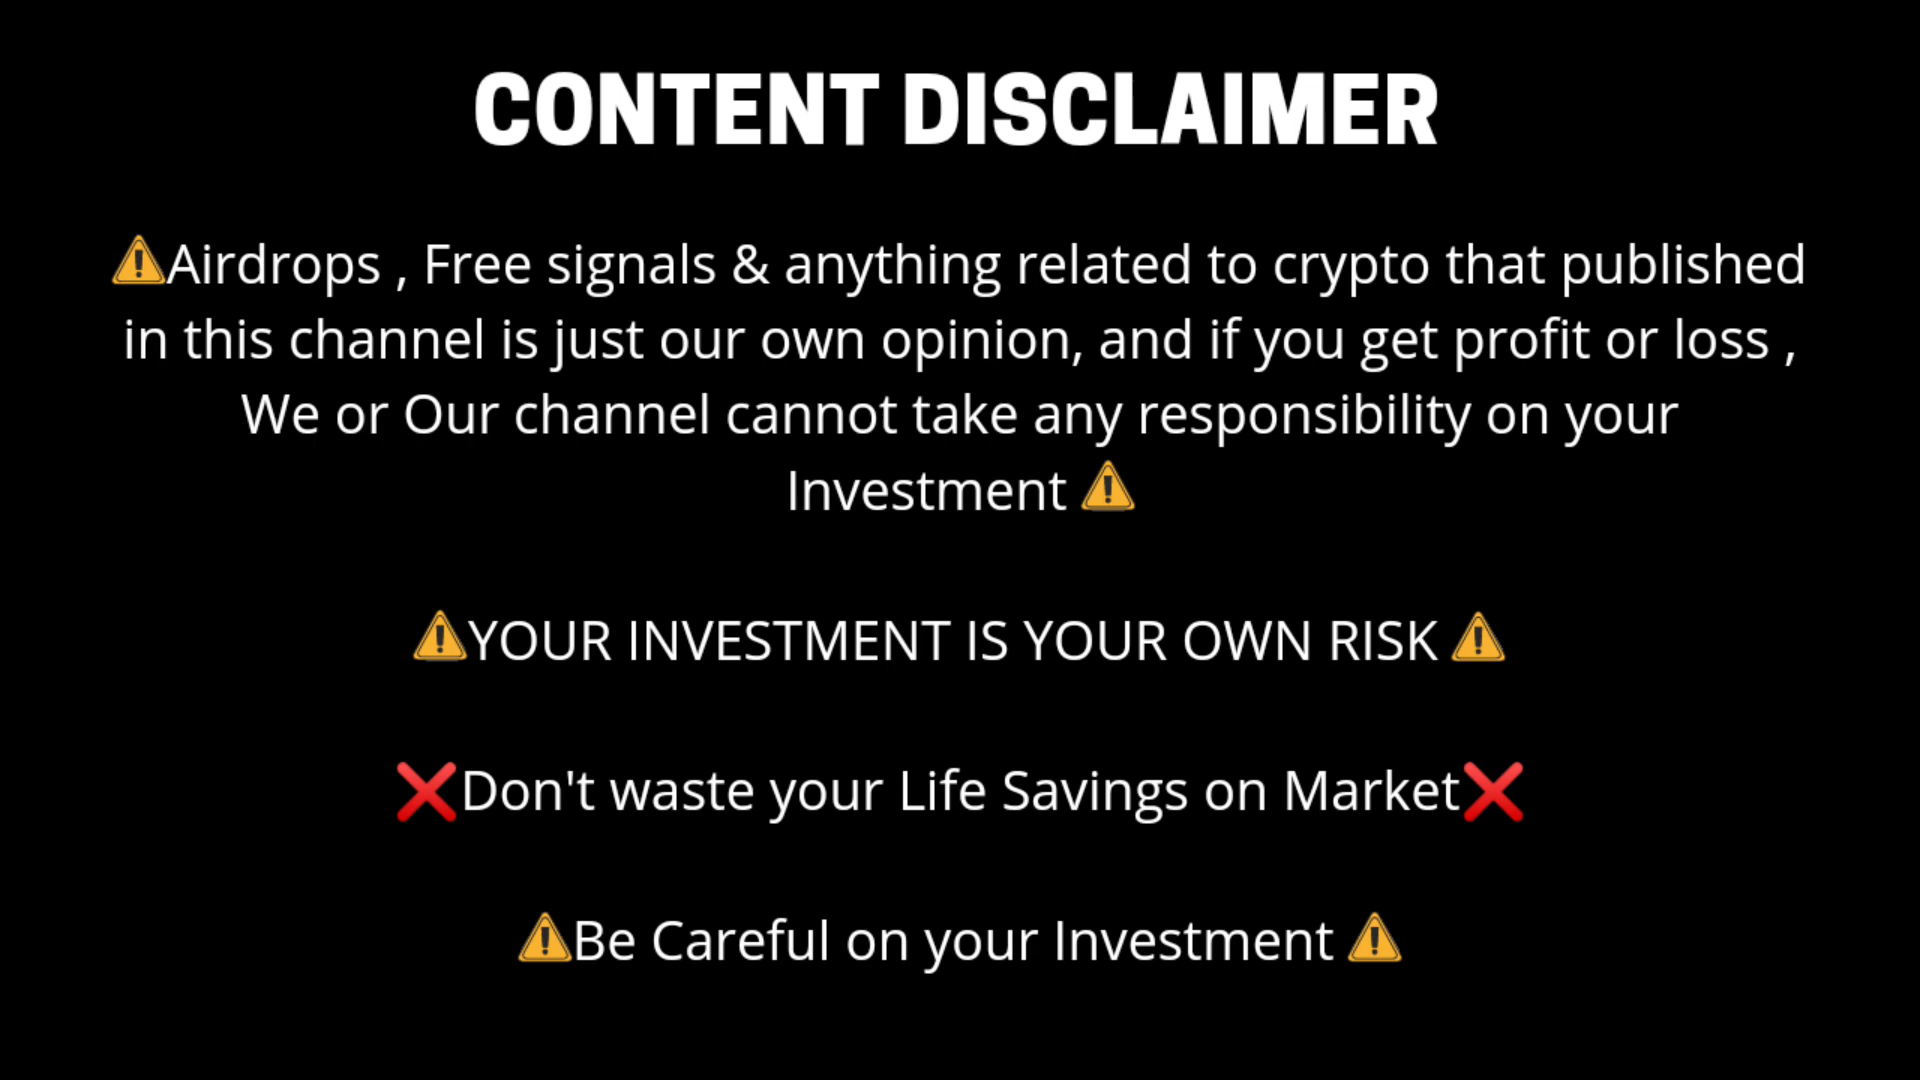 CONTENT DISCLAIMER
⚠️Airdrops , Free signals & anything related to crypto that published
in this channel is just our own opinion, and if you get profit or loss ,
We or Our channel cannot take any responsibility on your
Investment ⚠️
⚠️YOUR INVESTMENT IS YOUR OWN RISK ⚠️
❌Don't waste your Life Savings on Market❌
⚠️Be Careful on your Investment ⚠️